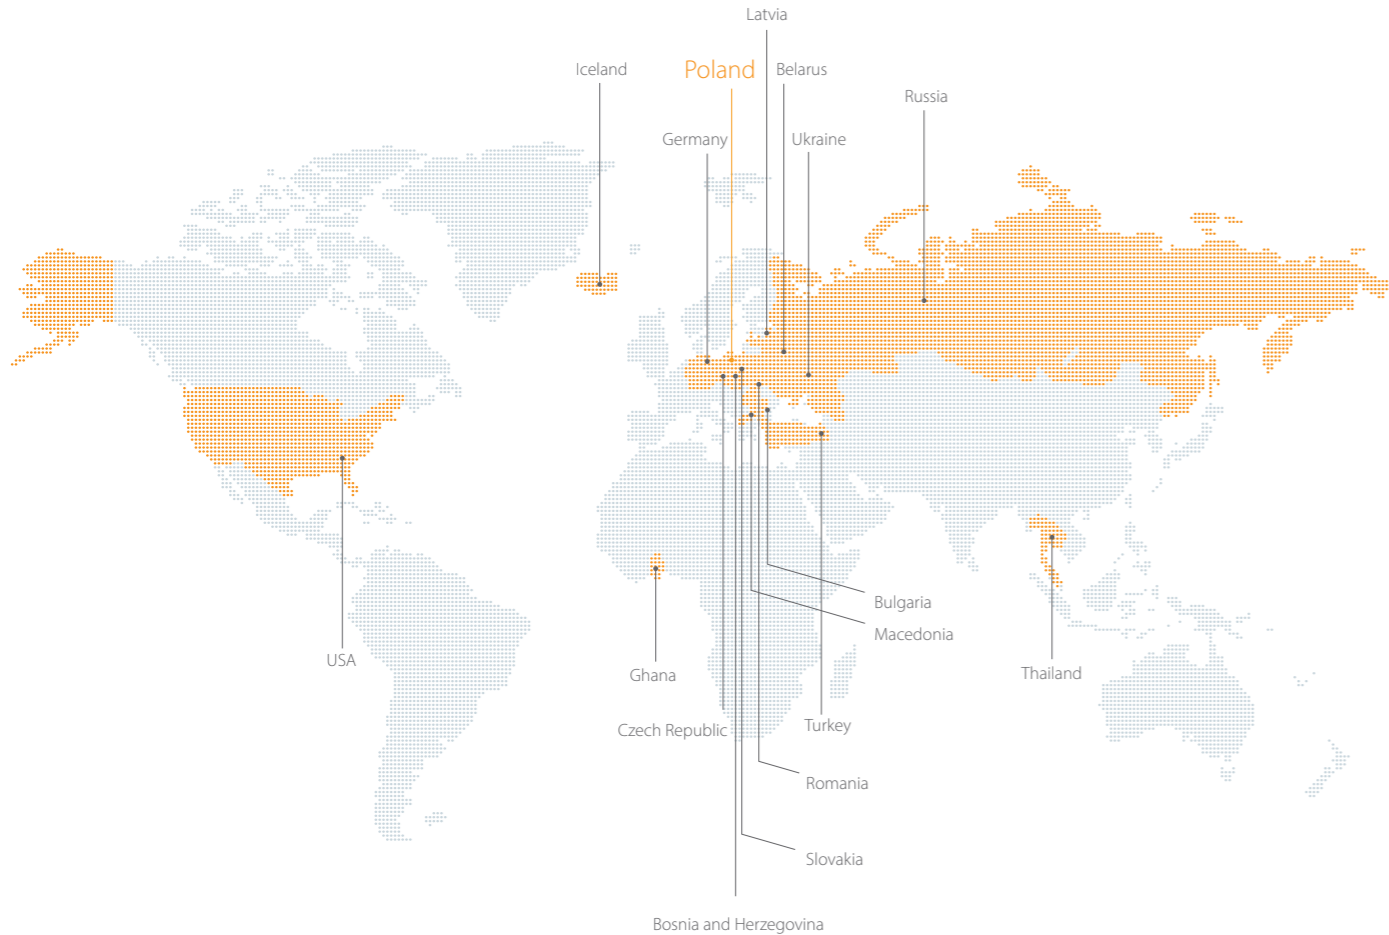 Latvia
Iceland
Poland
Belarus
Russia
Germany
Ukraine
Bulgaria
Macedonia
USA
Ghana
Thailand
Czech Republic
Turkey
Romania
Slovakia
Bosnia and Herzegovina